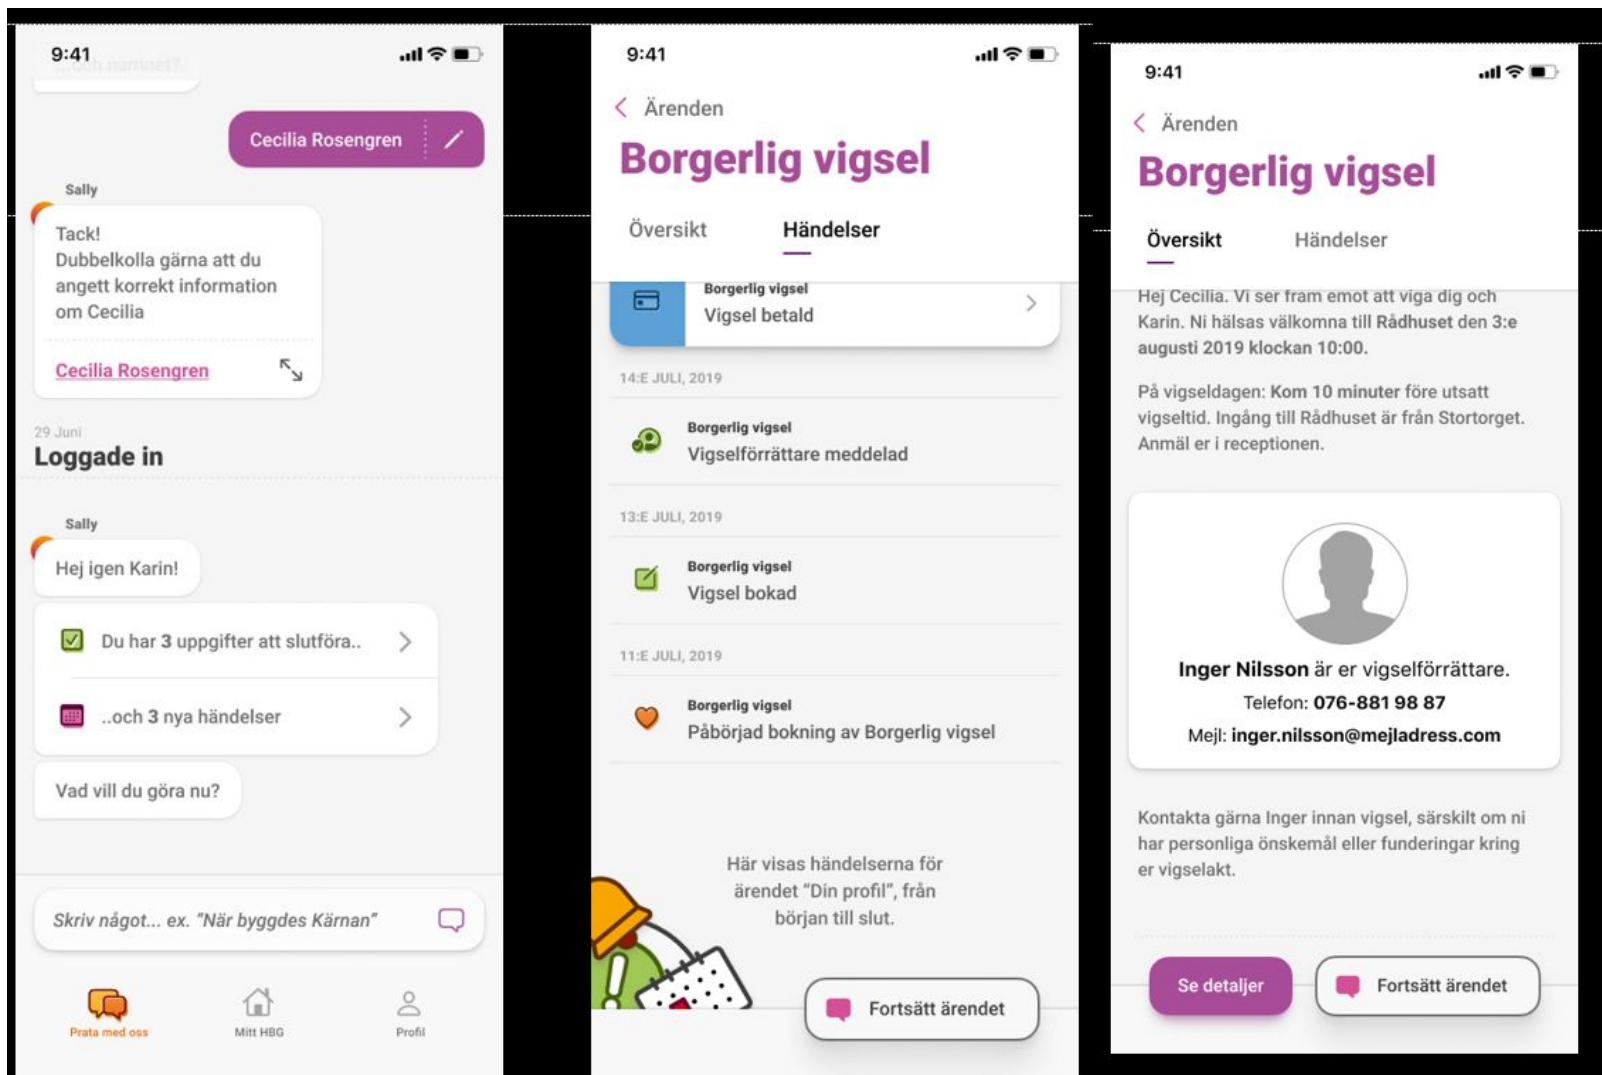 9:41
...och namnet?
Cecilia Rosengren
Sally
Tack!
Dubbelkolla gärna att du
angett korrekt information
om Cecilia
Cecilia Rosengren
29 Juni
Loggade in
Sally
Hej igen Karin!
Du har 3 uppgifter att slutföra..
..och 3 nya händelser
Vad vill du göra nu?
Skriv något... ex. "När byggdes Kärnan"
Prata med oss
Mitt HBG
Profil
9:41
Ärenden
Borgerlig vigsel
Översikt
Händelser
Borgerlig vigsel
Vigsel betald
14:E JULI, 2019
Borgerlig vigsel
Vigselförrättare meddelad
13:E JULI, 2019
Borgerlig vigsel
Vigsel bokad
11:E JULI, 2019
Borgerlig vigsel
Påbörjad bokning av Borgerlig vigsel
Här visas händelserna för
ärendet "Din profil", från
början till slut.
Fortsätt ärendet
9:41
Ärenden
Borgerlig vigsel
Översikt
Händelser
Hej Cecilia. Vi ser fram emot att viga dig och
Karin. Ni hälsas välkomna till Rådhuset den 3:e
augusti 2019 klockan 10:00.
På vigseldagen: Kom 10 minuter före utsatt
vigseltid. Ingång till Rådhuset är från Stortorget.
Anmäl er i receptionen.
Inger Nilsson är er vigselförrättare.
Telefon: 076-881 98 87
Mejl: inger.nilsson@mejladress.com
Kontakta gärna Inger innan vigsel, särskilt om ni
har personliga önskemål eller funderingar kring
er vigselakt.
Se detaljer
Fortsätt ärendet